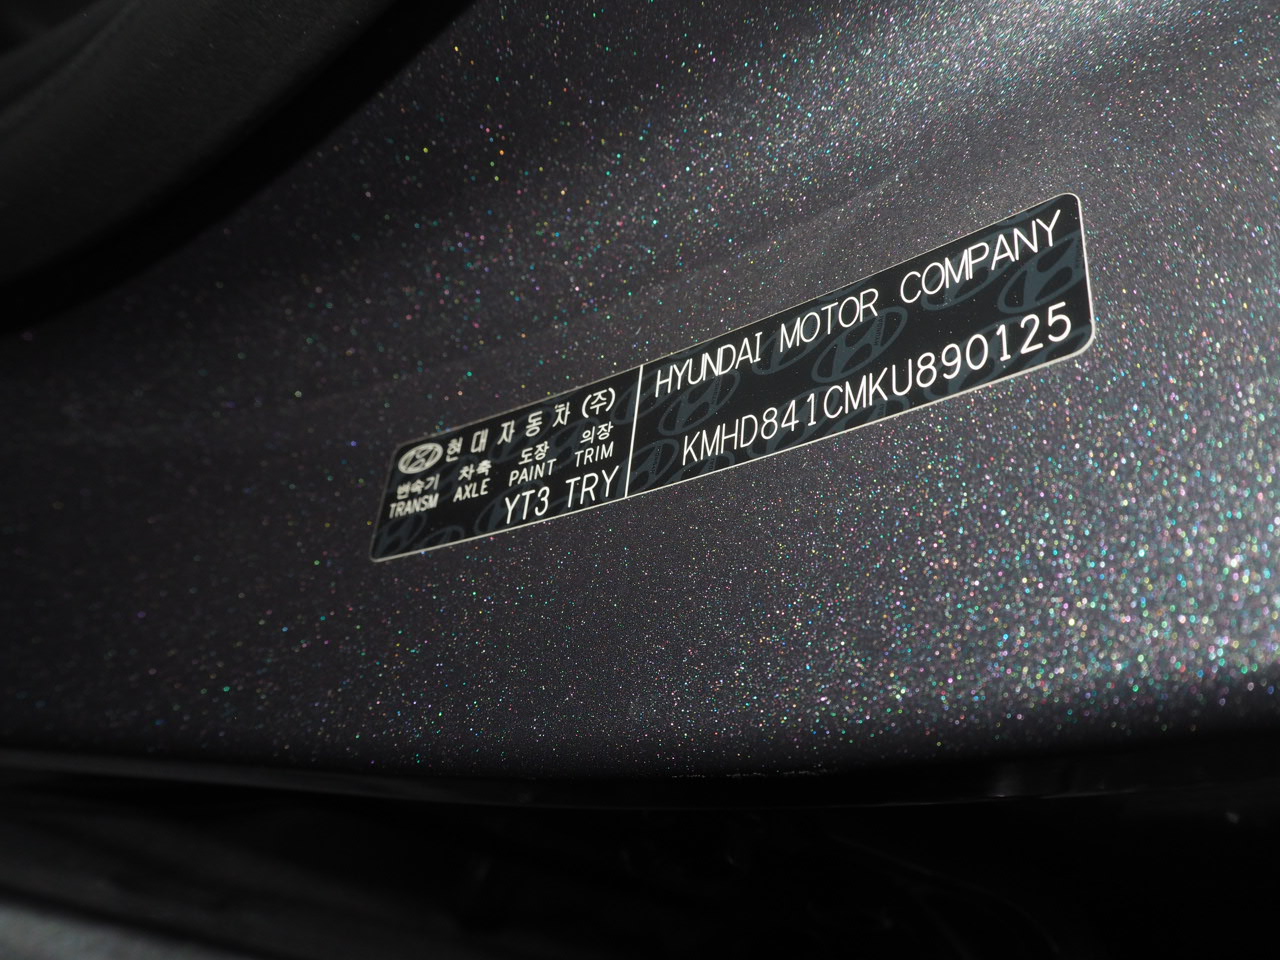 현대자동차(주)
변속기 차축 도장 의장
TRANSM AXLE PAINT TRIM
YT3 TRY
HYUNDAI MOTOR COMPANY
KMHD841CMKU890125